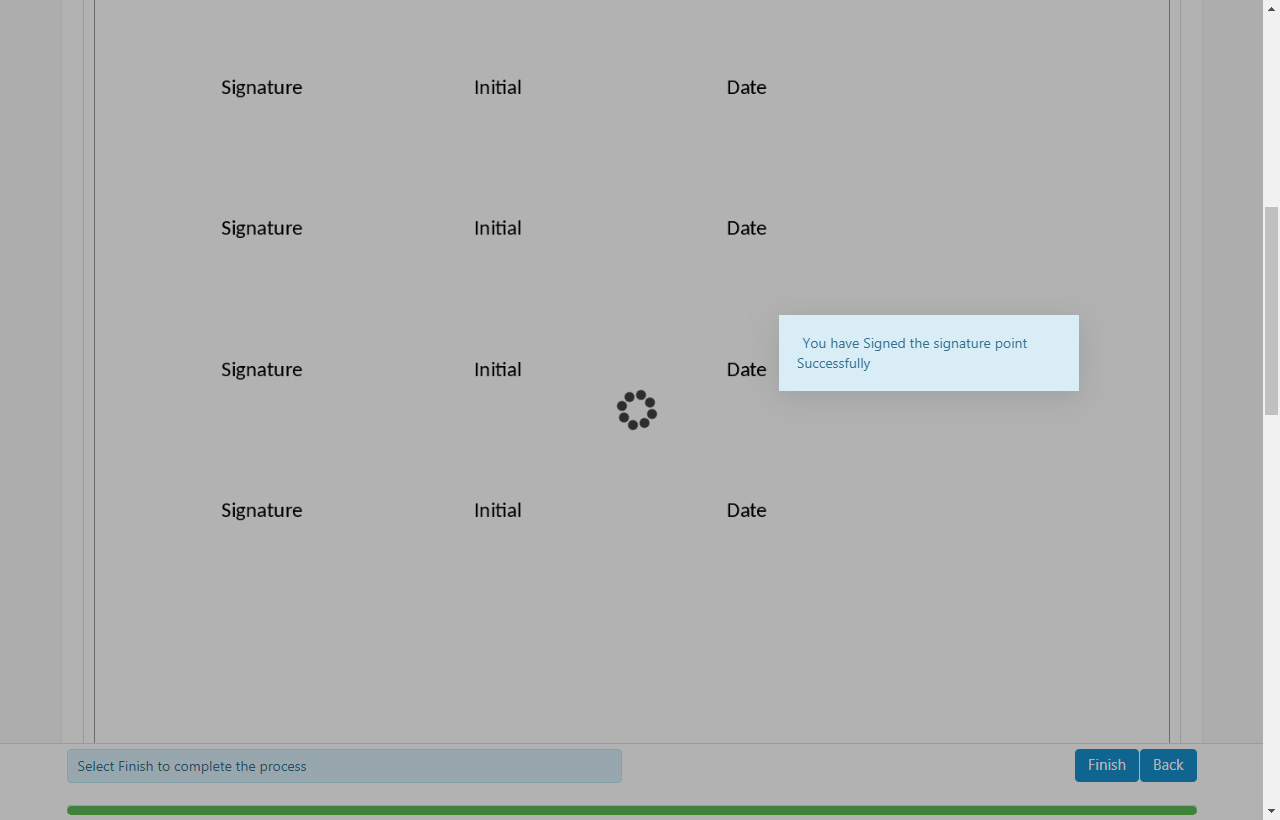 Signature Initial Date
Signature Initial Date
You have Signed the signature point
Successfully
Signature Initial Date
Signature Initial Date
Select Finish to complete the process
Finish Back